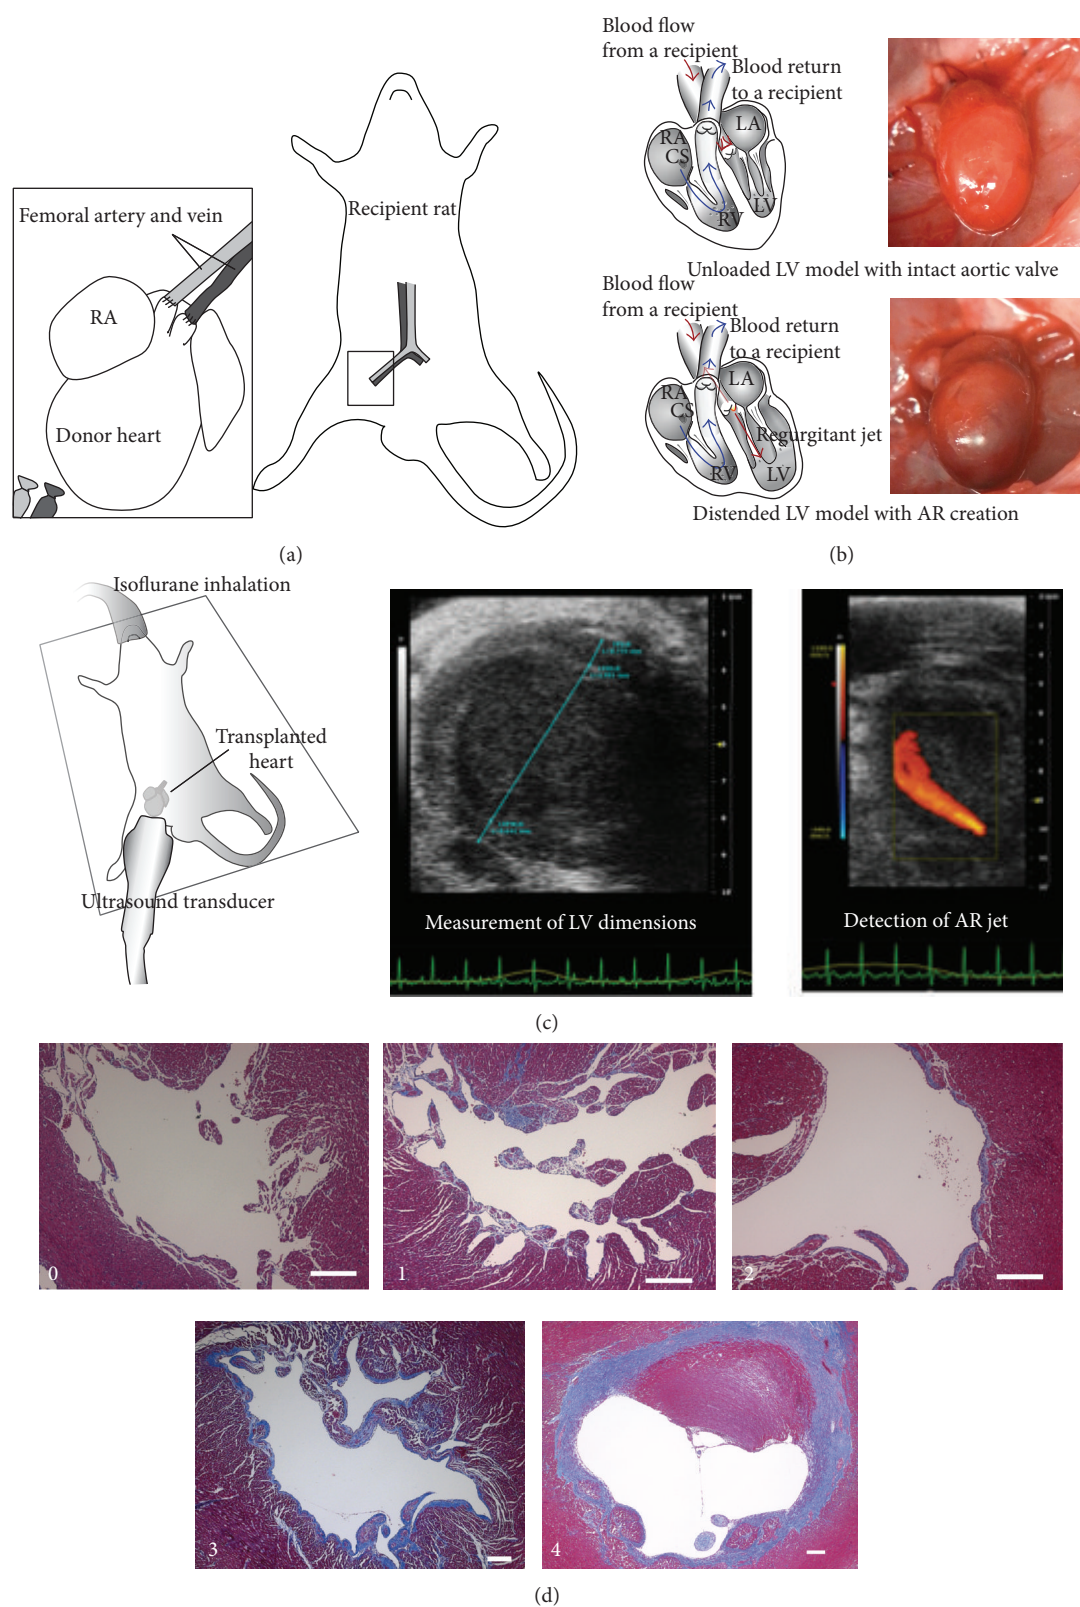 Femoral artery and vein
RA
Donor heart
Recipient rat
(a)
Blood flow
from a recipient
Blood return
to a recipient
RA
CS
LA
RV
LV
Unloaded LV model with intact aortic valve
Blood flow
from a recipient
Blood return
to a recipient
RA
CS
LA
Regurgitant jet
RV
LV
Distended LV model with AR creation
(b)
Isoflurane inhalation
Transplanted
heart
Ultrasound transducer
Measurement of LV dimensions
Detection of AR jet
(c)
0
1
2
3
4
(d)